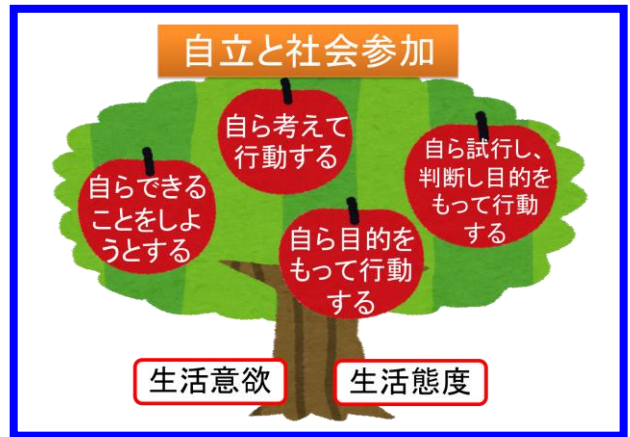 自立と社会参加
自ら考えて
行動する
自ら試行し、
判断し目的を
もって行動
する
自らできる
ことをしよ
うとする
自ら目的を
もって行動
する
生活意欲
生活態度